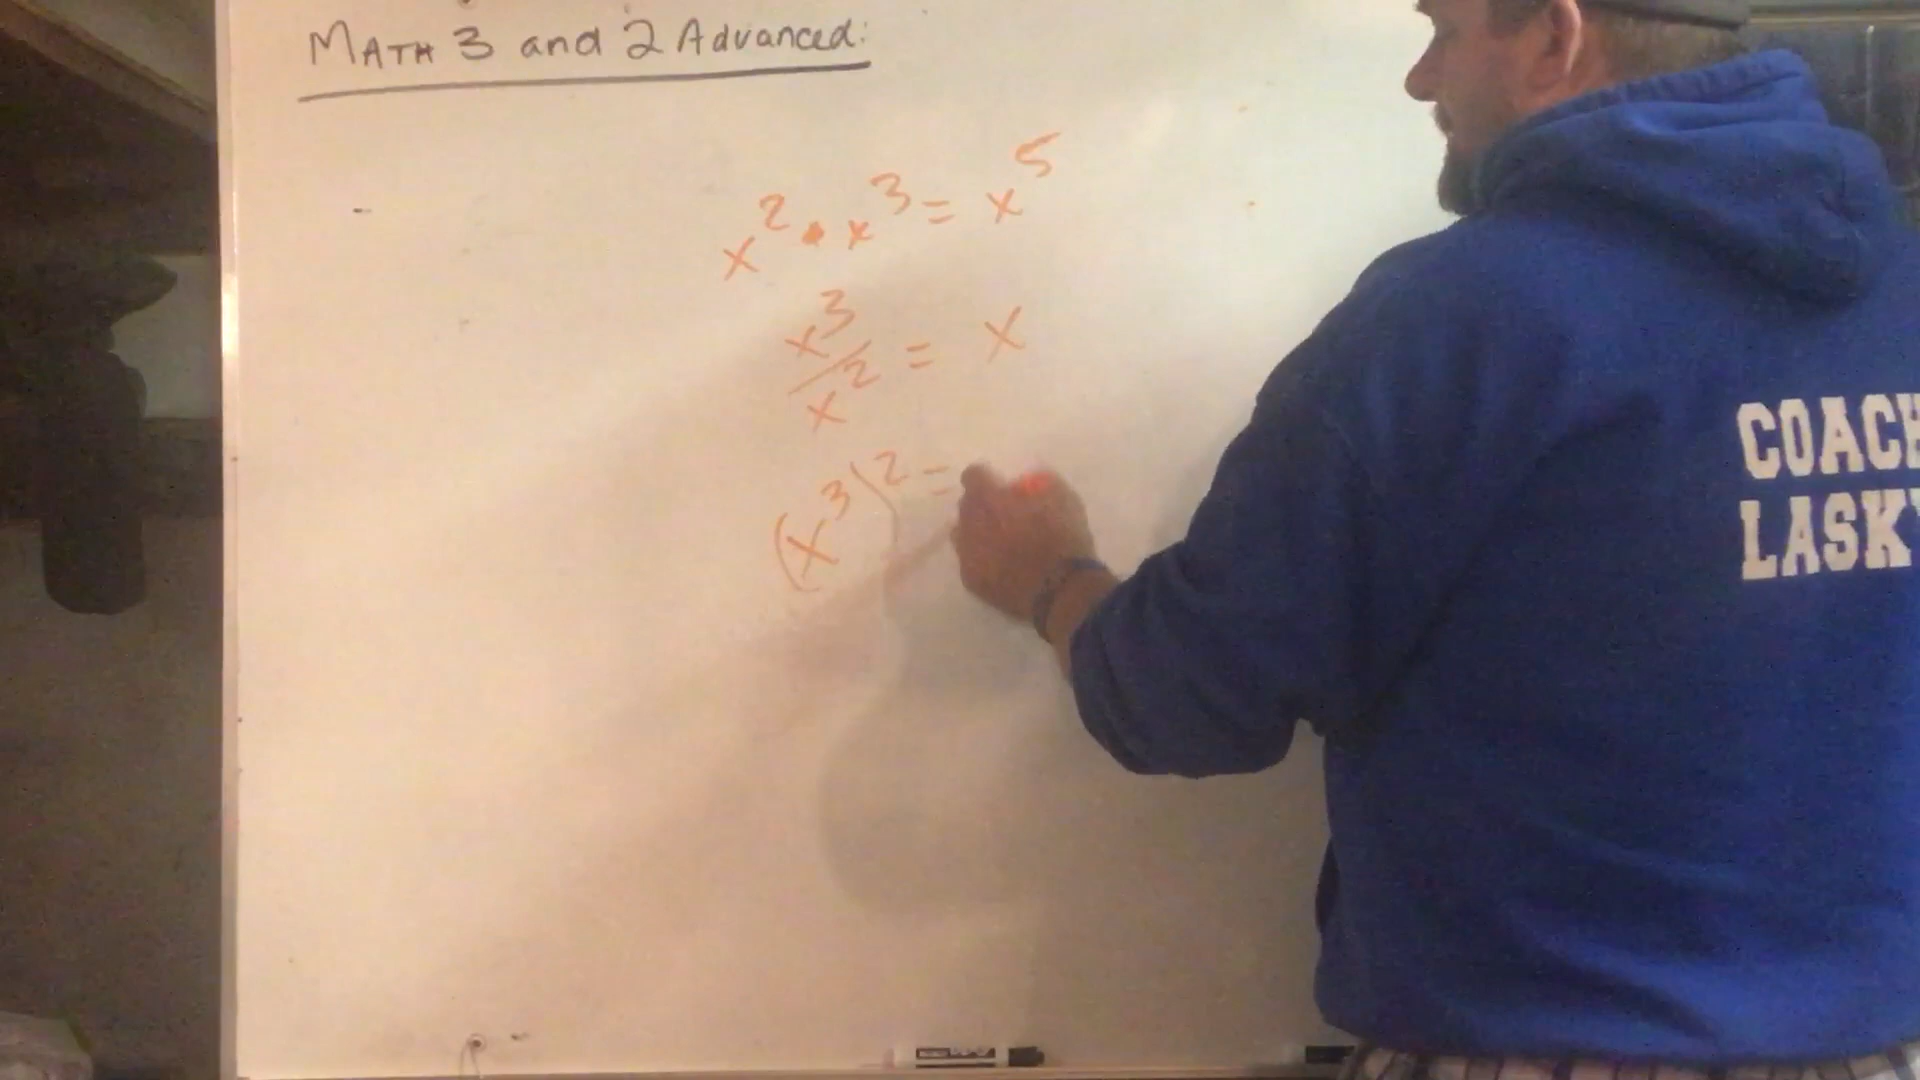 MATH 3 and 2 Advanced:
x² • x³ = x⁵
x³/x² = x
(x³)² =
COACH
LASKY